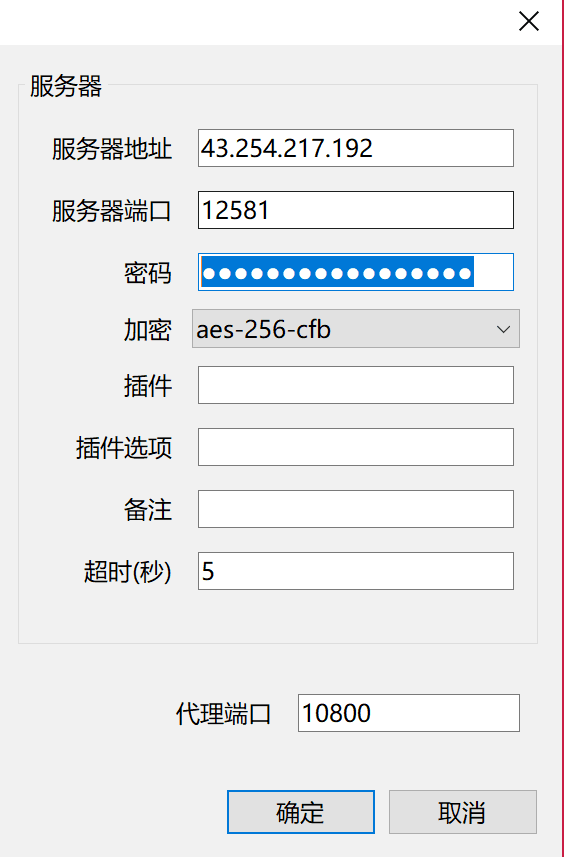 服务器
服务器地址 43.254.217.192
服务器端口 12581
密码 ●●●●●●●●●●●●●●●●●
加密 aes-256-cfb
插件
插件选项
备注
超时(秒) 5
代理端口 10800
确定 取消